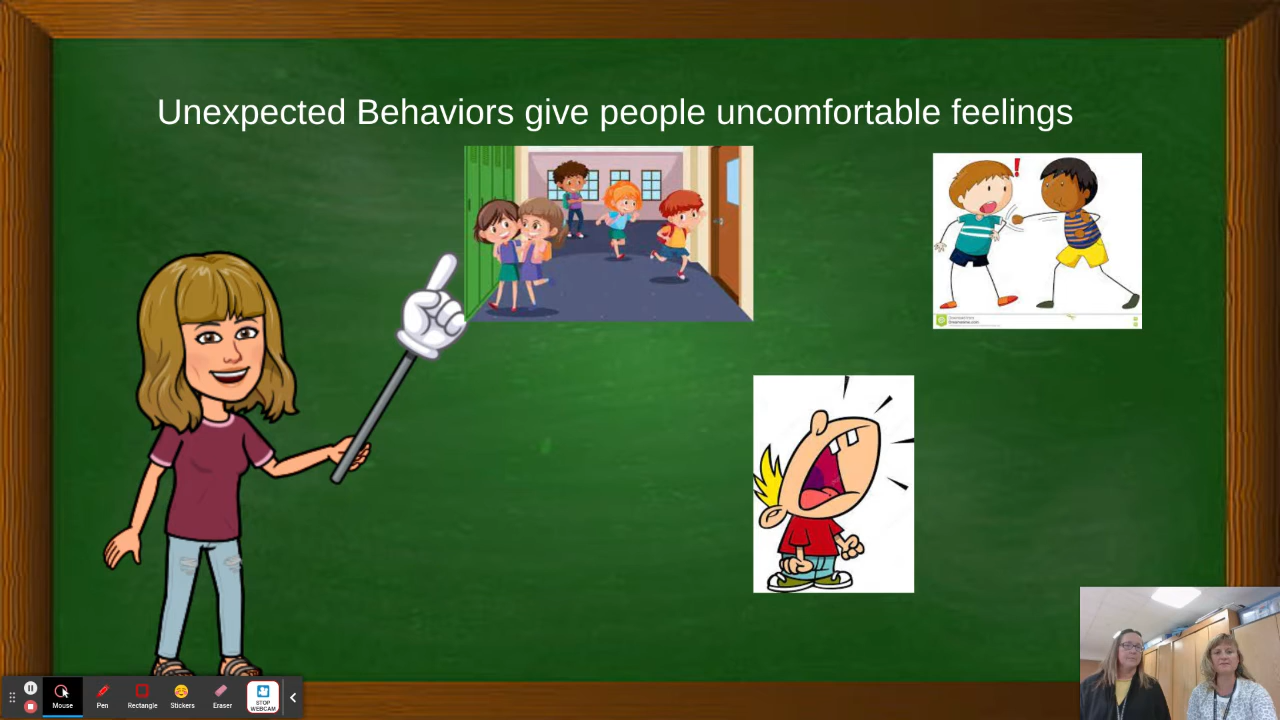 Unexpected Behaviors give people uncomfortable feelings
!
Mouse
Pen
Rectangle
Stickers
Eraser
STOP
WEBCAM